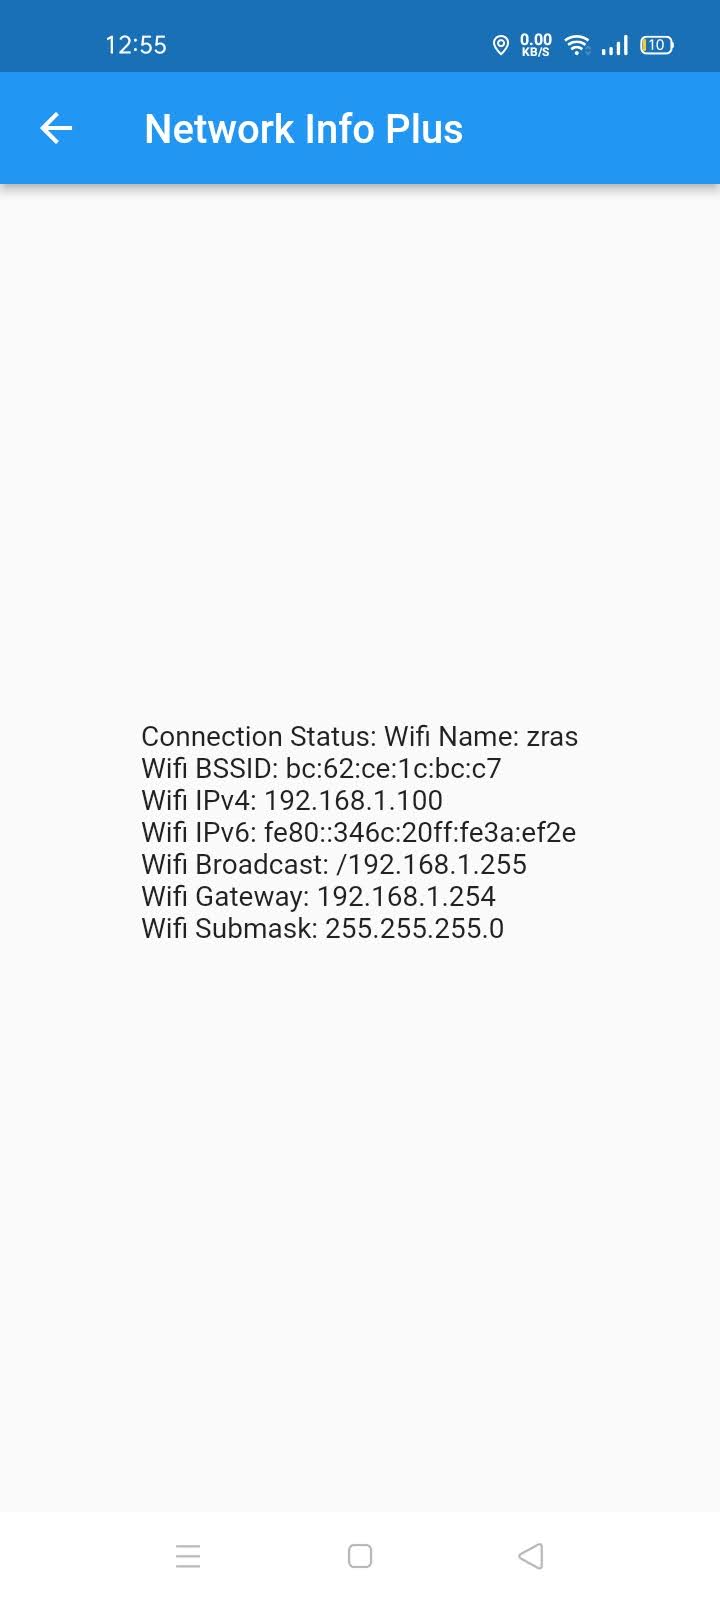 12:55
0.00
KB/S
10
Network Info Plus
Connection Status: Wifi Name: zras
Wifi BSSID: bc:62:ce:1c:bc:c7
Wifi IPv4: 192.168.1.100
Wifi IPv6: fe80::346c:20ff:fe3a:ef2e
Wifi Broadcast: /192.168.1.255
Wifi Gateway: 192.168.1.254
Wifi Submask: 255.255.255.0